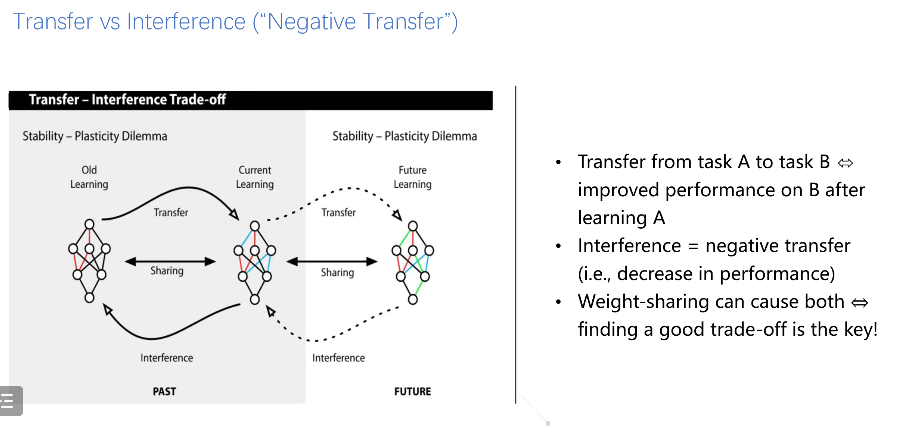 Transfer vs Interference (“Negative Transfer”)
Transfer – Interference Trade-off
Stability – Plasticity Dilemma
Stability – Plasticity Dilemma
Old
Learning
Current
Learning
Future
Learning
Transfer
Transfer
Sharing
Sharing
Interference
Interference
PAST
FUTURE
• Transfer from task A to task B ⇔
improved performance on B after
learning A
• Interference = negative transfer
(i.e., decrease in performance)
• Weight-sharing can cause both ⇔
finding a good trade-off is the key!